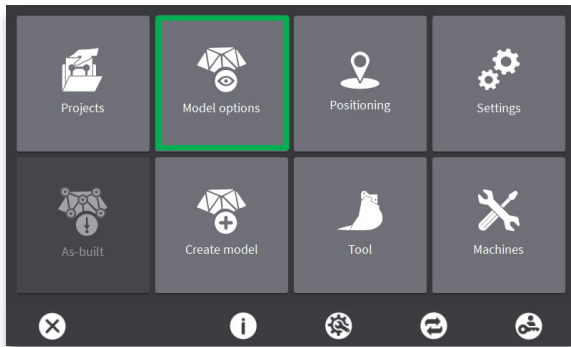 Projects
Model options
Positioning
Settings
As-built
Create model
Tool
Machines